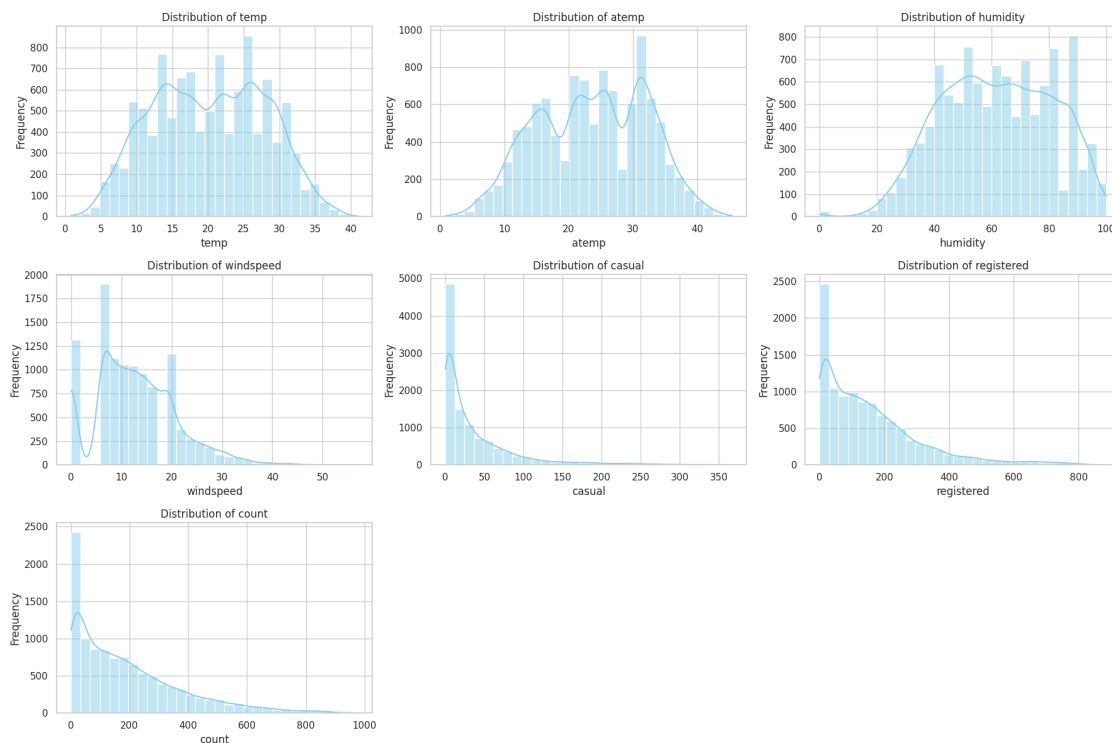 Distribution of temp
Frequency
800
700
600
500
400
300
200
100
0
0 5 10 15 20 25 30 35 40
temp
Distribution of atemp
Frequency
1000
800
600
400
200
0
0 10 20 30 40
atemp
Distribution of humidity
Frequency
800
700
600
500
400
300
200
100
0
0 20 40 60 80 100
humidity
Distribution of windspeed
Frequency
2000
1750
1500
1250
1000
750
500
250
0
0 10 20 30 40 50
windspeed
Distribution of casual
Frequency
5000
4000
3000
2000
1000
0
0 50 100 150 200 250 300 350
casual
Distribution of registered
Frequency
2500
2000
1500
1000
500
0
0 200 400 600 800
registered
Distribution of count
Frequency
2500
2000
1500
1000
500
0
0 200 400 600 800 1000
count